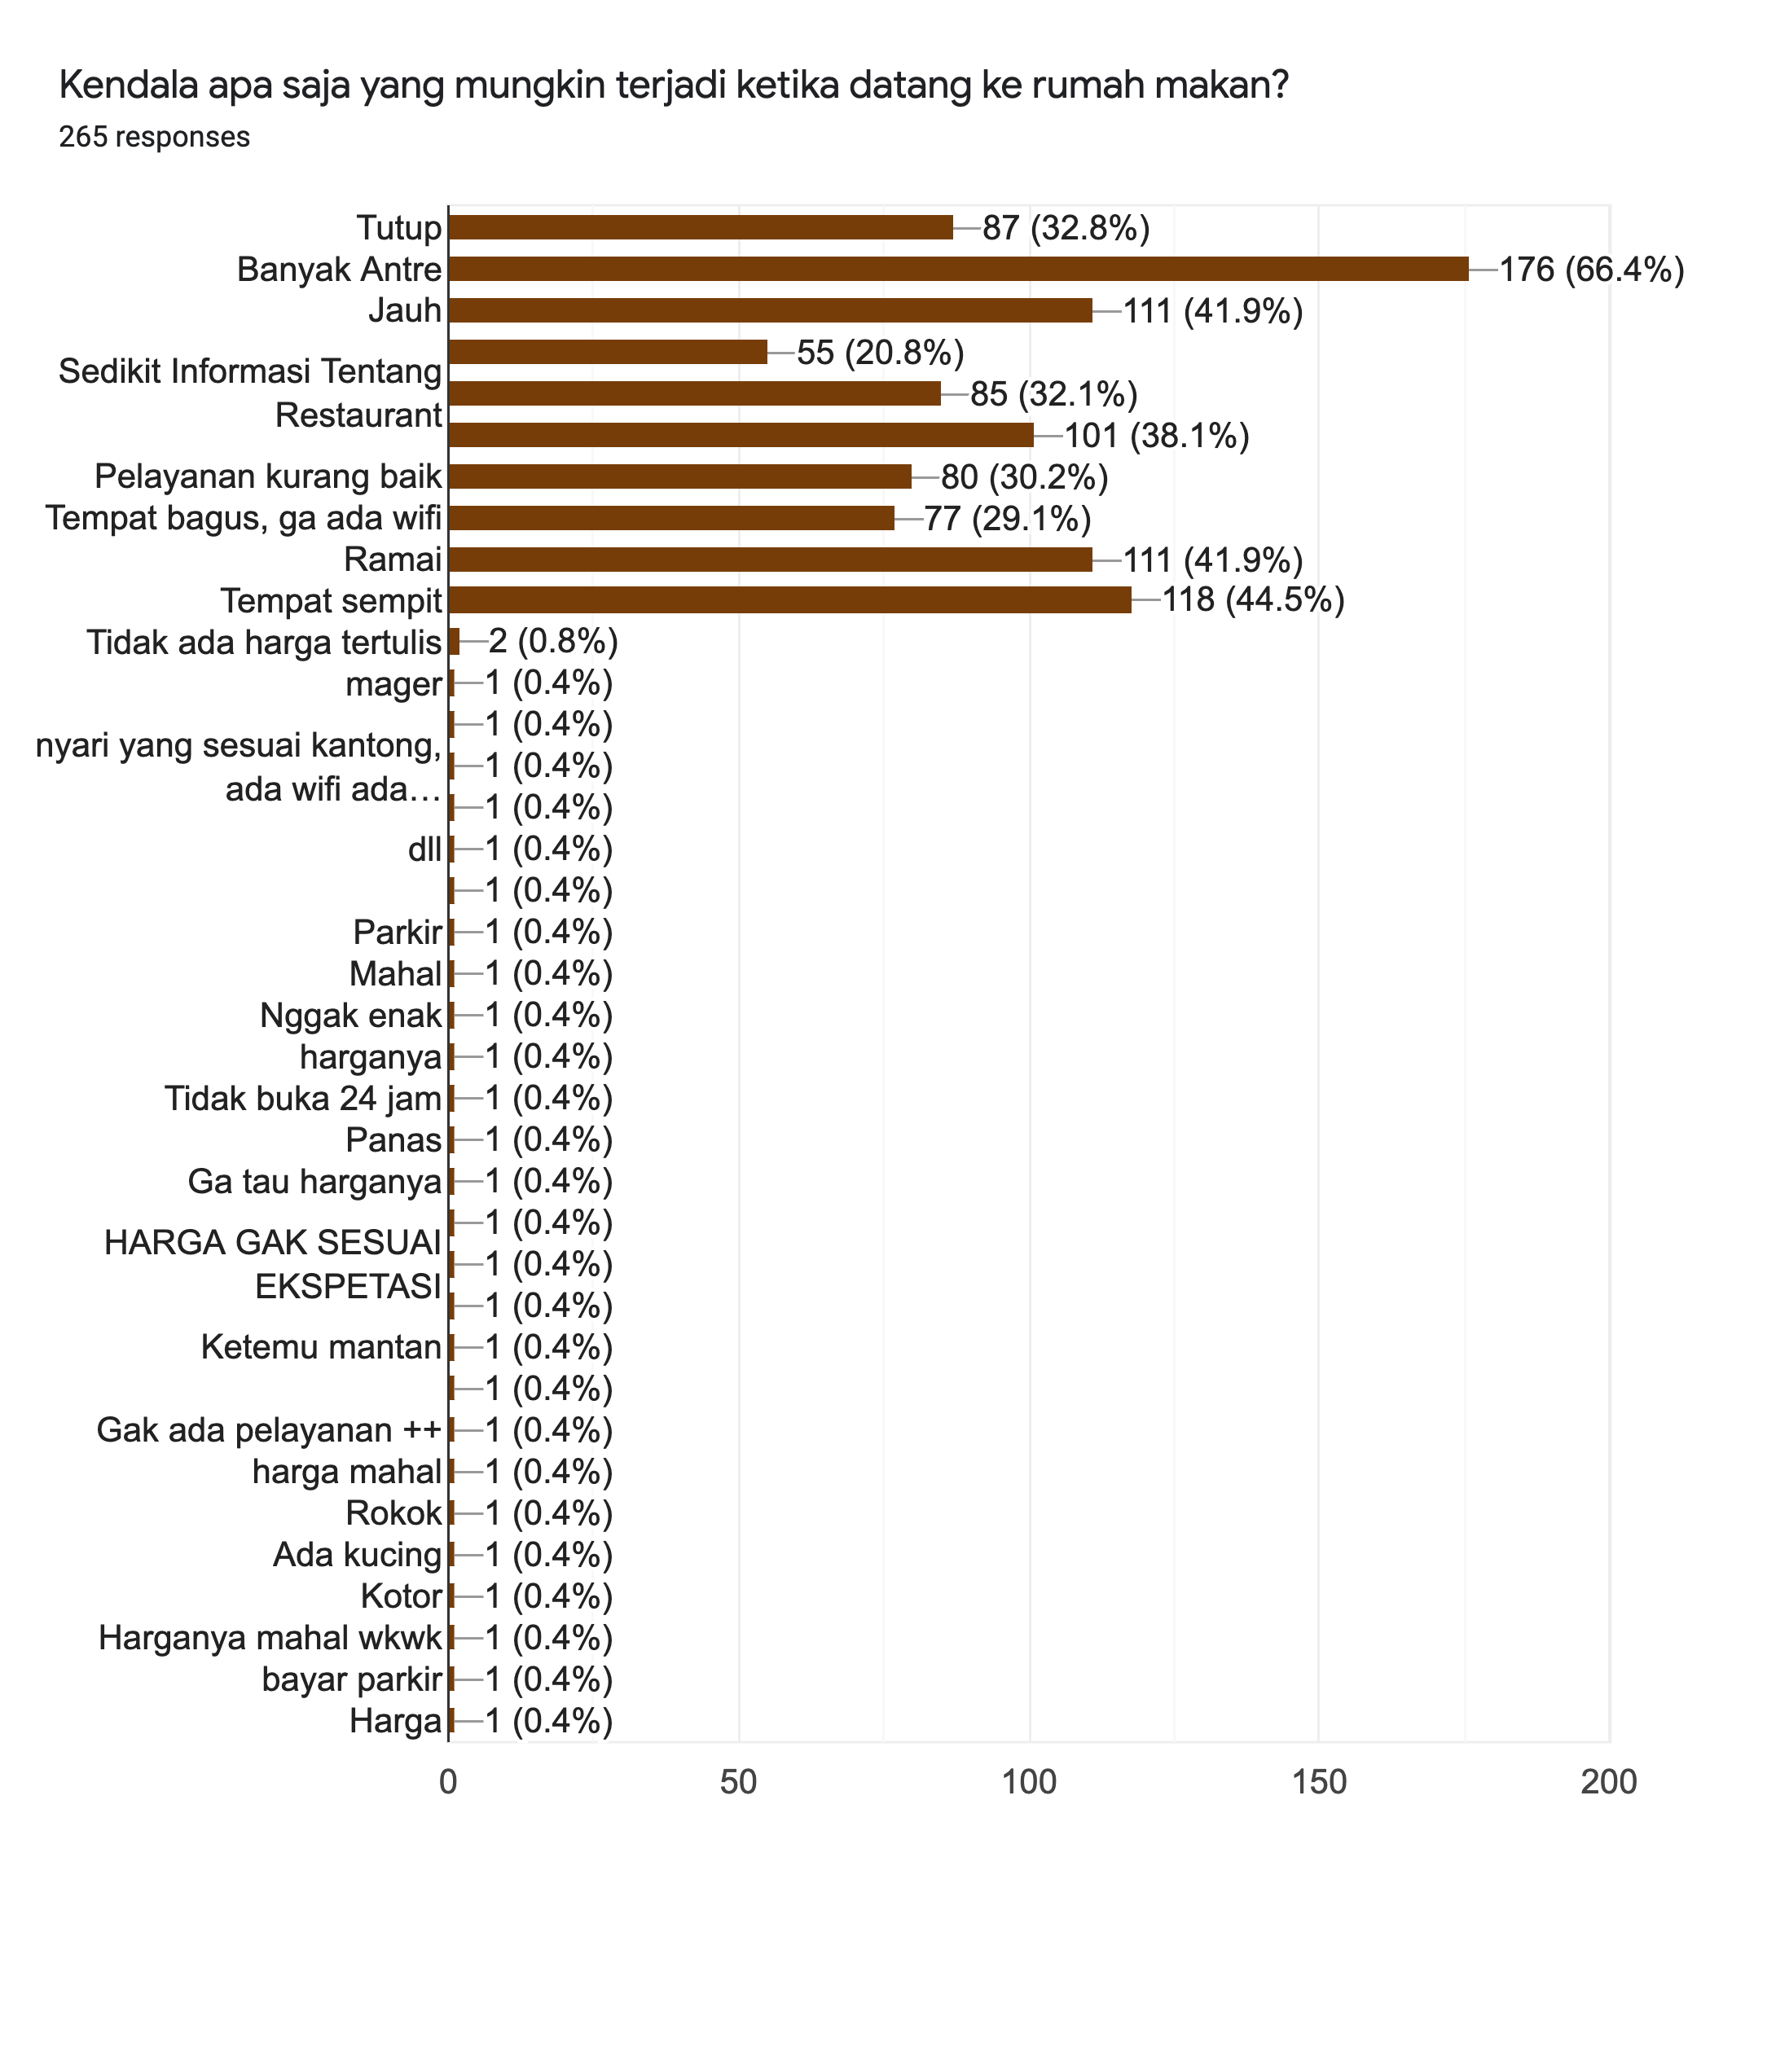 Kendala apa saja yang mungkin terjadi ketika datang ke rumah makan?
265 responses
Tutup 87 (32.8%)
Banyak Antre 176 (66.4%)
Jauh 111 (41.9%)
55 (20.8%)
Sedikit Informasi Tentang
85 (32.1%)
Restaurant
101 (38.1%)
Pelayanan kurang baik 80 (30.2%)
Tempat bagus, ga ada wifi 77 (29.1%)
Ramai 111 (41.9%)
Tempat sempit 118 (44.5%)
Tidak ada harga tertulis 2 (0.8%)
mager 1 (0.4%)
1 (0.4%)
nyari yang sesuai kantong,
1 (0.4%)
ada wifi ada…
1 (0.4%)
dll 1 (0.4%)
1 (0.4%)
Parkir 1 (0.4%)
Mahal 1 (0.4%)
Nggak enak 1 (0.4%)
harganya 1 (0.4%)
Tidak buka 24 jam 1 (0.4%)
Panas 1 (0.4%)
Ga tau harganya 1 (0.4%)
1 (0.4%)
HARGA GAK SESUAI
1 (0.4%)
EKSPETASI
1 (0.4%)
Ketemu mantan 1 (0.4%)
1 (0.4%)
Gak ada pelayanan ++ 1 (0.4%)
harga mahal 1 (0.4%)
Rokok 1 (0.4%)
Ada kucing 1 (0.4%)
Kotor 1 (0.4%)
Harganya mahal wkwk 1 (0.4%)
bayar parkir 1 (0.4%)
Harga 1 (0.4%)
0 50 100 150 200